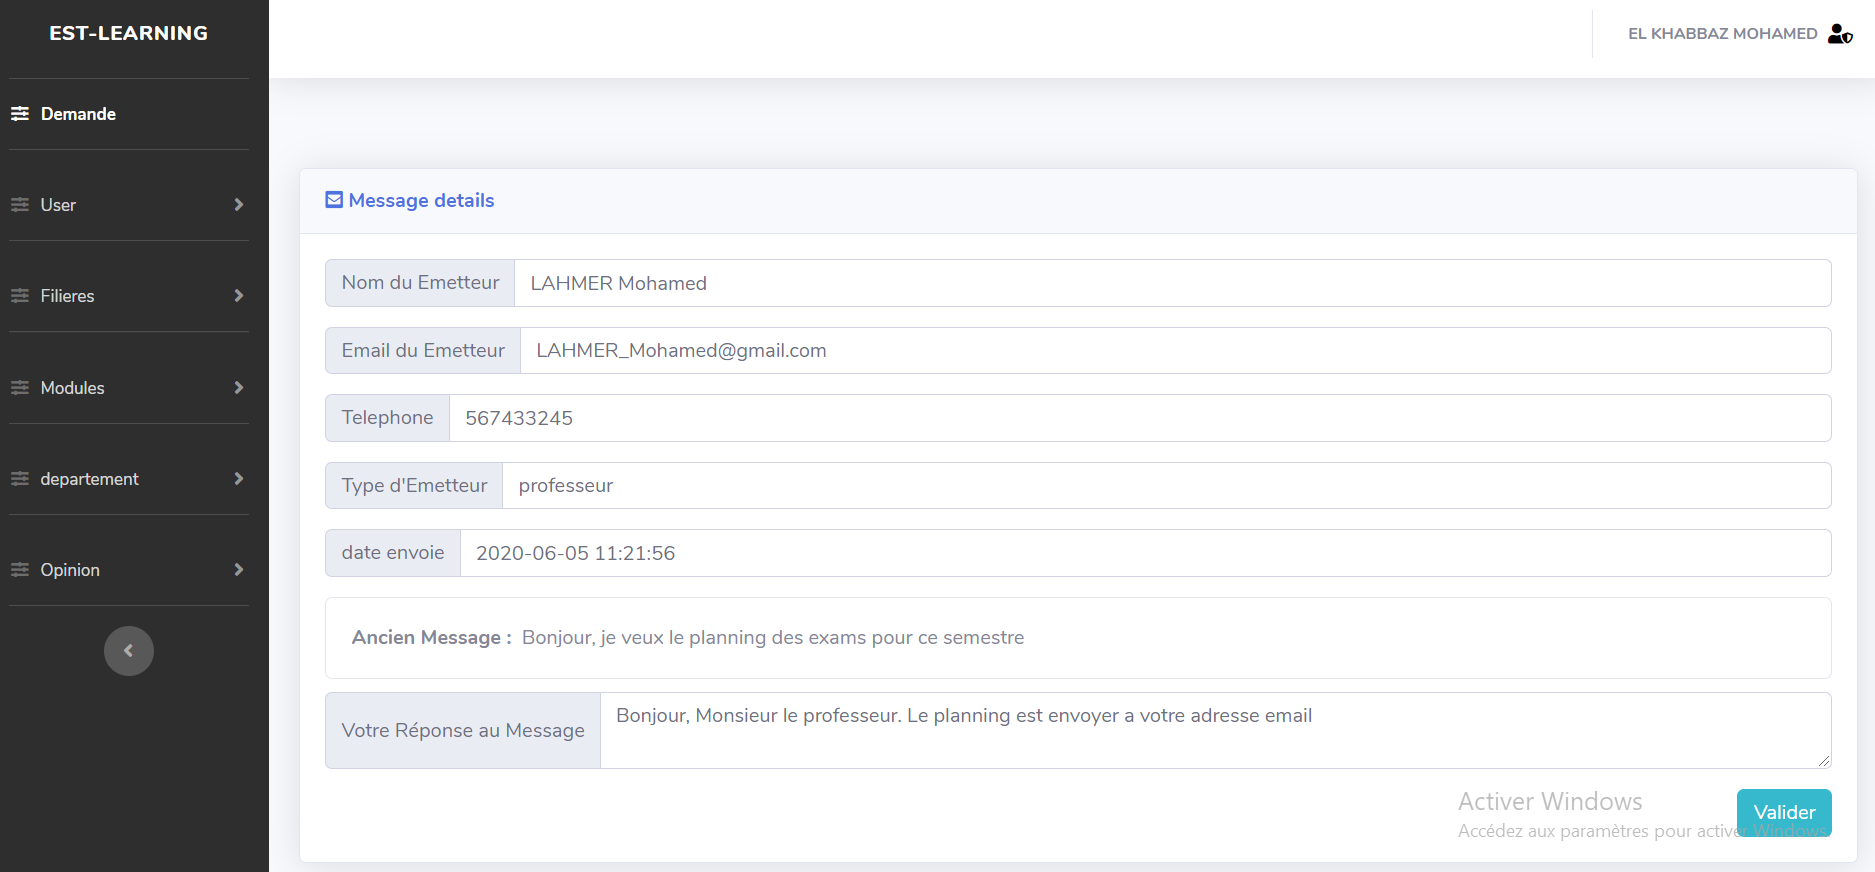 EST-LEARNING
EL KHABBAZ MOHAMED
Demande
User
Filieres
Modules
departement
Opinion
Message details
Nom du Emetteur LAHMER Mohamed
Email du Emetteur LAHMER_Mohamed@gmail.com
Telephone 567433245
Type d'Emetteur professeur
date envoie 2020-06-05 11:21:56
Ancien Message : Bonjour, je veux le planning des exams pour ce semestre
Votre Réponse au Message Bonjour, Monsieur le professeur. Le planning est envoyer a votre adresse email
Valider
Activer Windows
Accédez aux paramètres pour activer Windows.